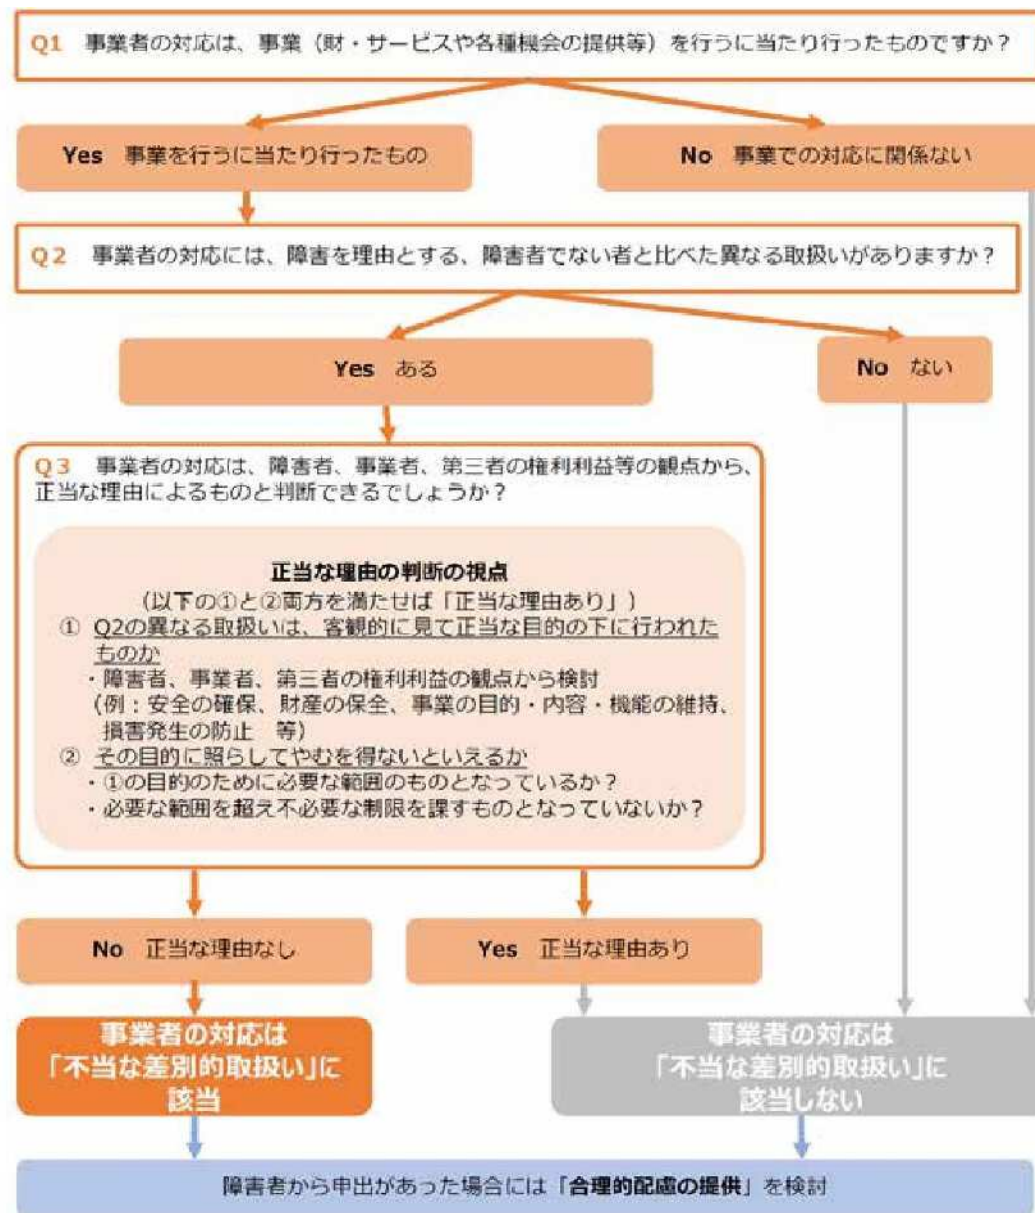 Q1 事業者の対応は、事業（財・サービスや各種機会の提供等）を行うに当たり行ったものですか？
Yes 事業を行うに当たり行ったもの
No 事業での対応に関係ない
Q2 事業者の対応には、障害を理由とする、障害者でない者と比べた異なる取扱いがありますか？
Yes ある
No ない
Q3 事業者の対応は、障害者、事業者、第三者の権利利益等の観点から、
正当な理由によるものと判断できるでしょうか？
正当な理由の判断の視点
（以下の①と②両方を満たせば「正当な理由あり」）
① Q2の異なる取扱いは、客観的に見て正当な目的の下に行われた
ものか
・障害者、事業者、第三者の権利利益の観点から検討
（例：安全の確保、財産の保全、事業の目的・内容・機能の維持、
損害発生の防止 等）
② その目的に照らしてやむを得ないといえるか
・①の目的のために必要な範囲のものとなっているか？
・必要な範囲を超え不必要な制限を課すものとなっていないか？
No 正当な理由なし
Yes 正当な理由あり
事業者の対応は
「不当な差別的取扱い」に
該当
事業者の対応は
「不当な差別的取扱い」に
該当しない
障害者から申出があった場合には「合理的配慮の提供」を検討